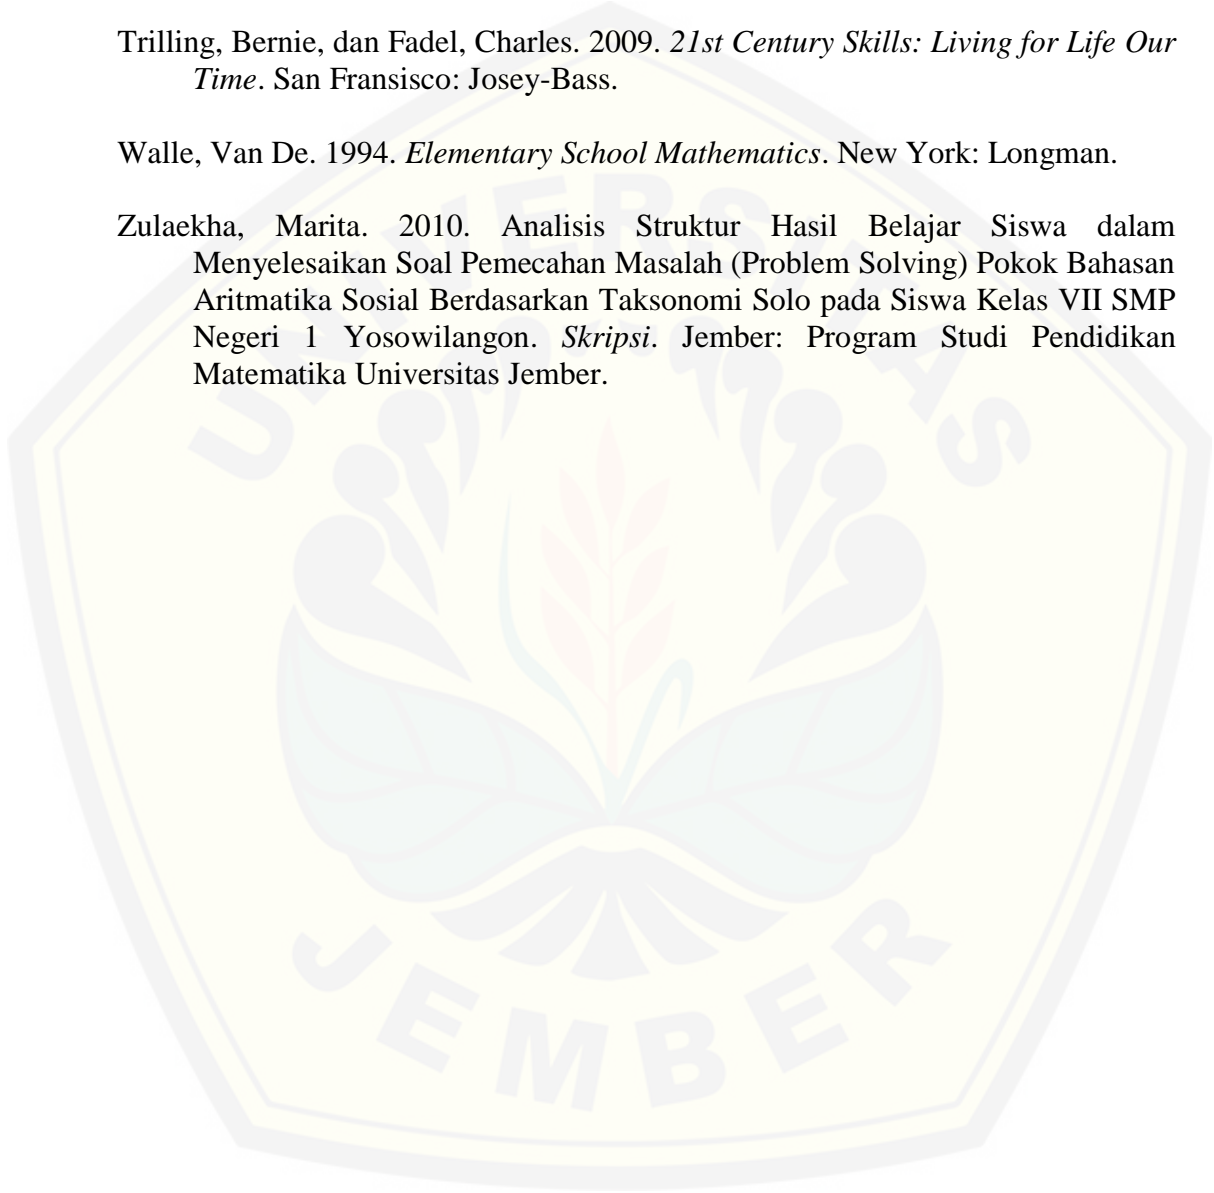 Trilling, Bernie, dan Fadel, Charles. 2009. 21st Century Skills: Living for Life Our
Time. San Fransisco: Josey-Bass.
Walle, Van De. 1994. Elementary School Mathematics. New York: Longman.
Zulaekha, Marita. 2010. Analisis Struktur Hasil Belajar Siswa dalam
Menyelesaikan Soal Pemecahan Masalah (Problem Solving) Pokok Bahasan
Aritmatika Sosial Berdasarkan Taksonomi Solo pada Siswa Kelas VII SMP
Negeri 1 Yosowilangon. Skripsi. Jember: Program Studi Pendidikan
Matematika Universitas Jember.
UNIVERSITAS
JEMBER